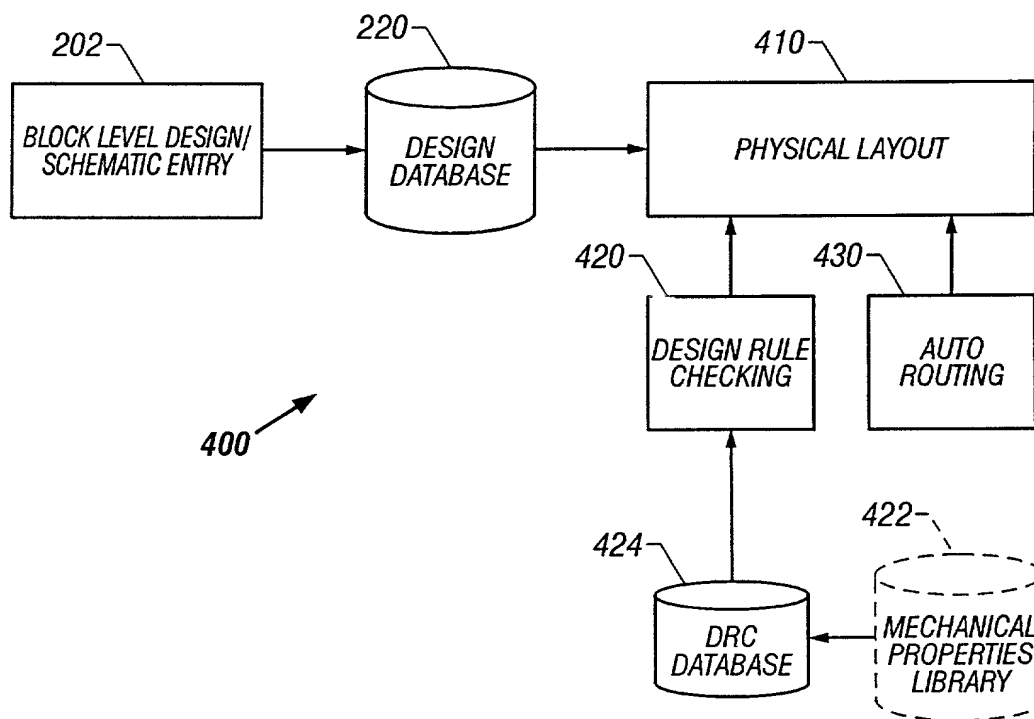 202
220
410
BLOCK LEVEL DESIGN/
SCHEMATIC ENTRY
DESIGN
DATABASE
PHYSICAL LAYOUT
420
430
DESIGN RULE
CHECKING
AUTO
ROUTING
400
424
422
DRC
DATABASE
MECHANICAL
PROPERTIES
LIBRARY